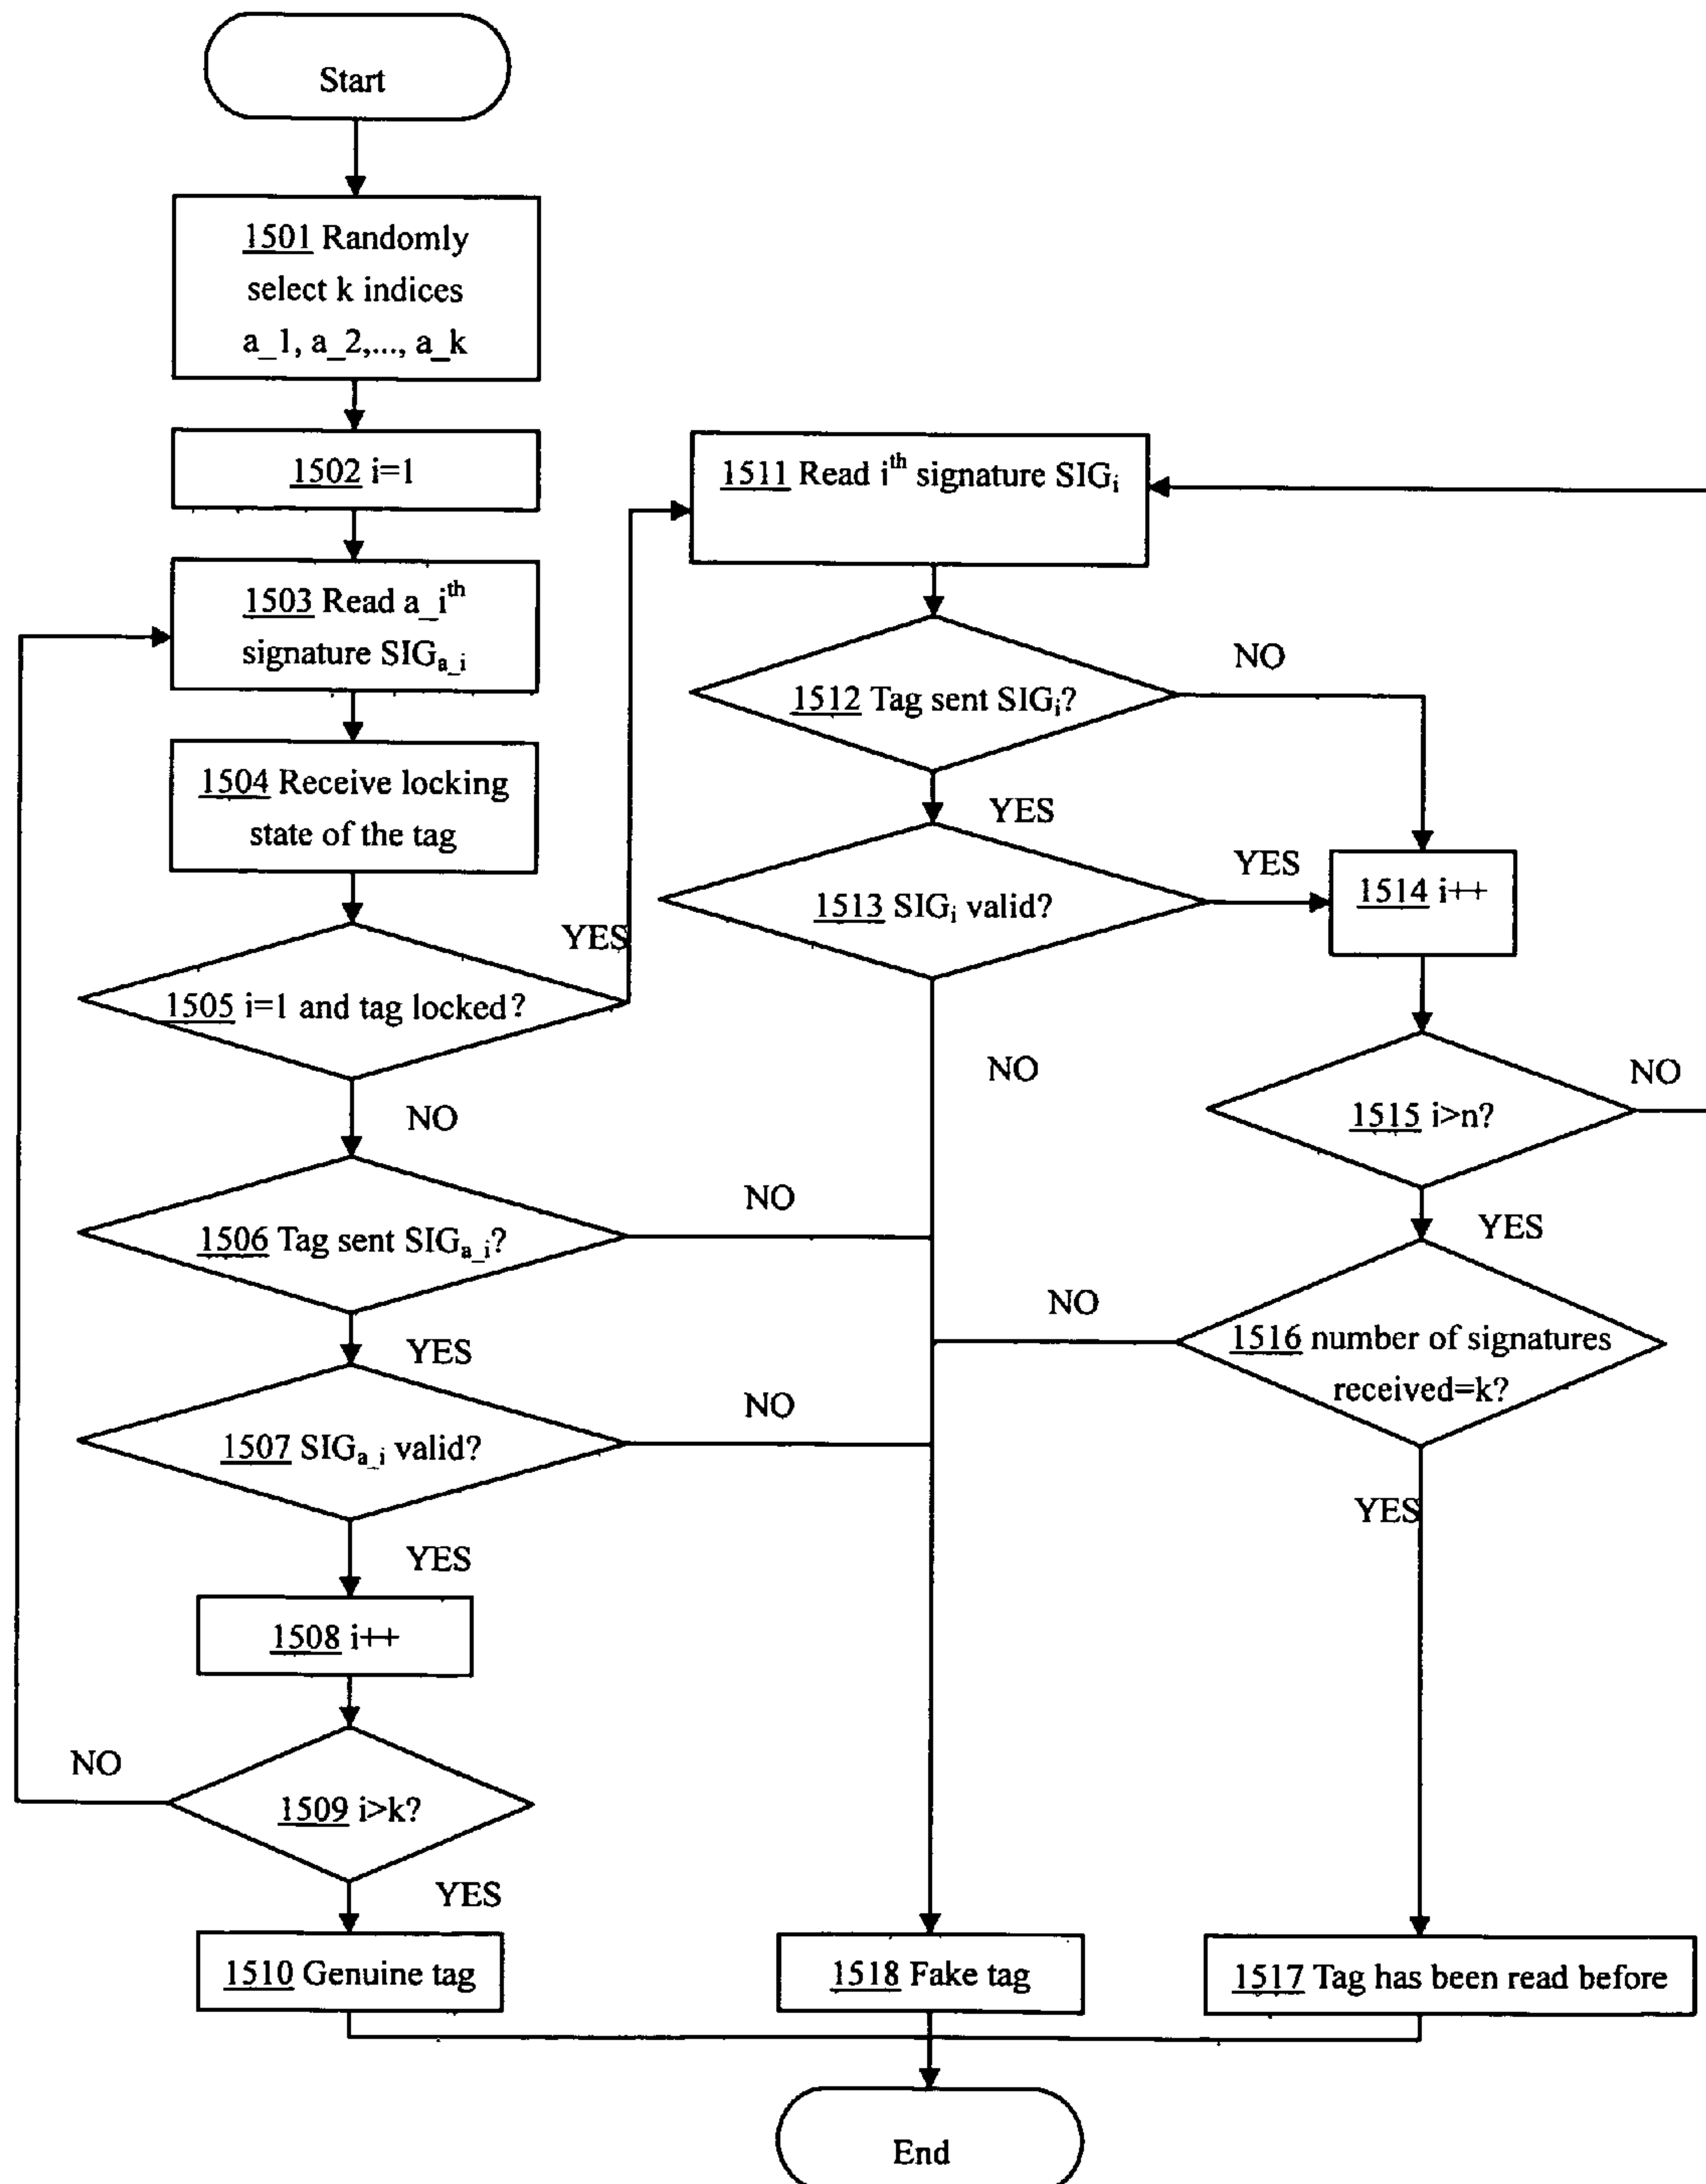 Start
1501 Randomly
select k indices
a_1, a_2,..., a_k
1502 i=1
1503 Read a_iᵗʰ
signature SIGₐ_ᵢ
1504 Receive locking
state of the tag
YES
1505 i=1 and tag locked?
NO
1506 Tag sent SIGₐ_ᵢ?
NO
YES
1507 SIGₐ_ᵢ valid?
NO
YES
1508 i++
NO
1509 i>k?
YES
1510 Genuine tag
1511 Read iᵗʰ signature SIGᵢ
NO
1512 Tag sent SIGᵢ?
YES
YES
1513 SIGᵢ valid?
NO
1514 i++
NO
1515 i>n?
YES
NO
1516 number of signatures
received=k?
YES
1518 Fake tag
1517 Tag has been read before
End